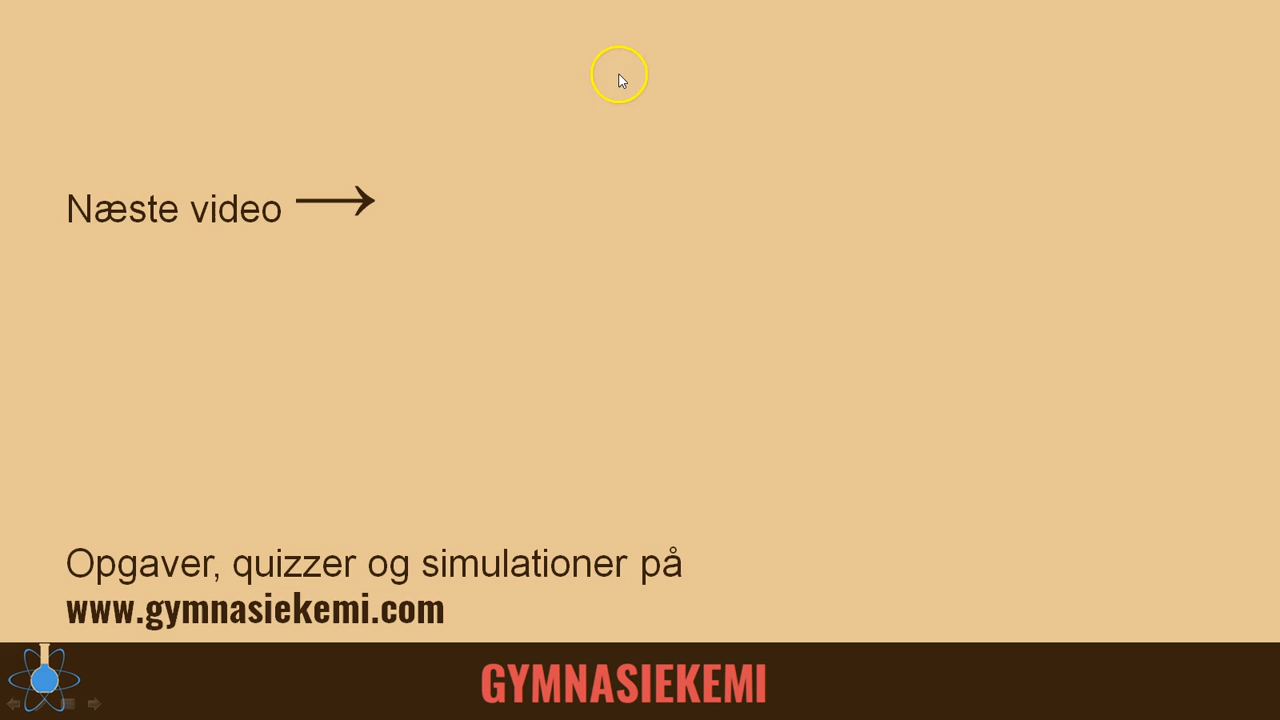 Næste video →
Opgaver, quizzer og simulationer på
www.gymnasiekemi.com
GYMNASIEKEMI